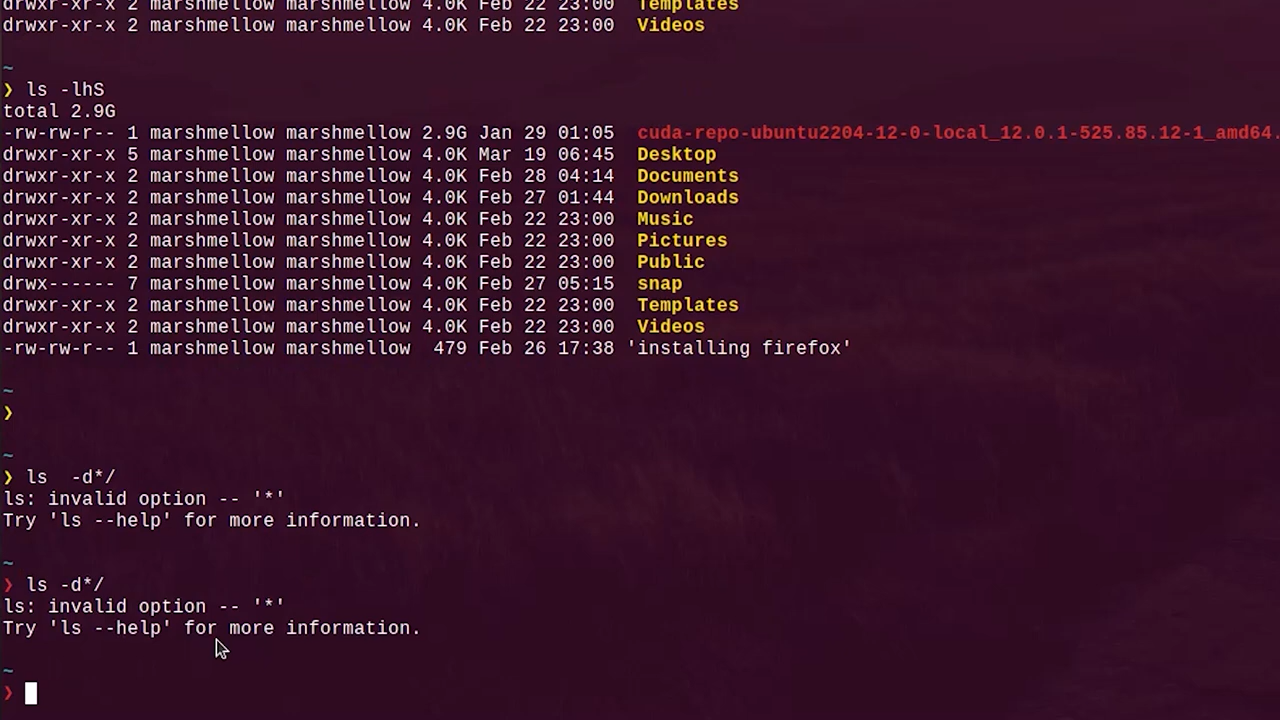 drwxr-xr-x 2 marshmellow marshmellow 4.0K Feb 22 23:00  Templates
drwxr-xr-x 2 marshmellow marshmellow 4.0K Feb 22 23:00  Videos
~
❯ ls -lhS
total 2.9G
-rw-rw-r-- 1 marshmellow marshmellow 2.9G Jan 29 01:05  cuda-repo-ubuntu2204-12-0-local_12.0.1-525.85.12-1_amd64.
drwxr-xr-x 5 marshmellow marshmellow 4.0K Mar 19 06:45  Desktop
drwxr-xr-x 2 marshmellow marshmellow 4.0K Feb 28 04:14  Documents
drwxr-xr-x 2 marshmellow marshmellow 4.0K Feb 27 01:44  Downloads
drwxr-xr-x 2 marshmellow marshmellow 4.0K Feb 22 23:00  Music
drwxr-xr-x 2 marshmellow marshmellow 4.0K Feb 22 23:00  Pictures
drwxr-xr-x 2 marshmellow marshmellow 4.0K Feb 22 23:00  Public
drwx------ 7 marshmellow marshmellow 4.0K Feb 27 05:15  snap
drwxr-xr-x 2 marshmellow marshmellow 4.0K Feb 22 23:00  Templates
drwxr-xr-x 2 marshmellow marshmellow 4.0K Feb 22 23:00  Videos
-rw-rw-r-- 1 marshmellow marshmellow  479 Feb 26 17:38 'installing firefox'
~
❯
~
❯ ls  -d*/
ls: invalid option -- '*'
Try 'ls --help' for more information.
~
❯ ls -d*/
ls: invalid option -- '*'
Try 'ls --help' for more information.
~
❯